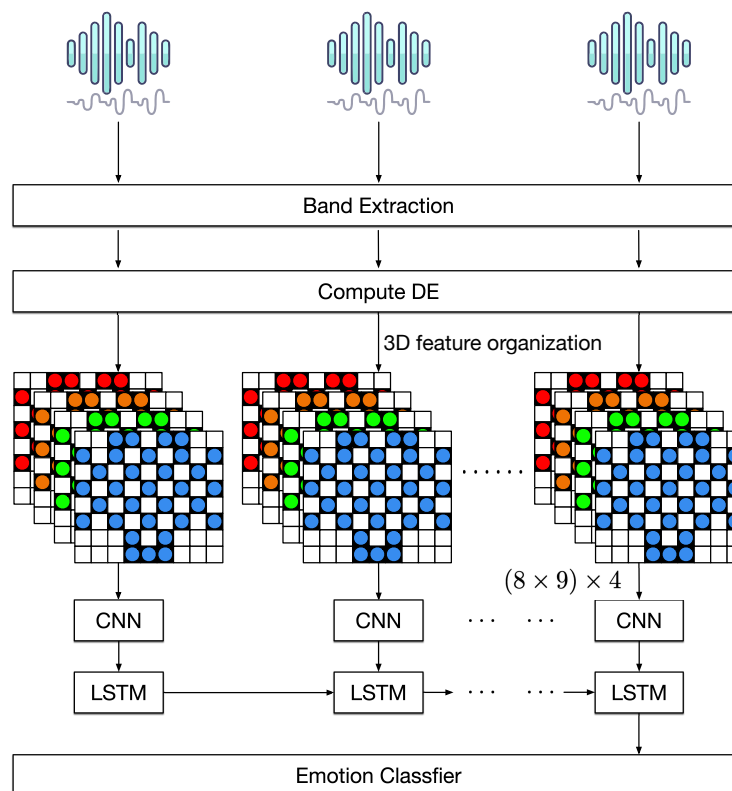 Band Extraction
Compute DE
3D feature organization
· · · · · ·
(8 × 9) × 4
CNN
CNN
· · ·
· · ·
CNN
LSTM
LSTM
· · ·
· · ·
LSTM
Emotion Classfier